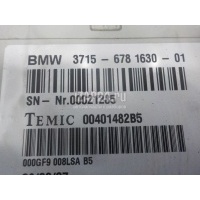 BMW 3715 - 678 1630 - 01
SN - Nr.00021285
TEMIC 00401482B5
000GF9 008LSA B5